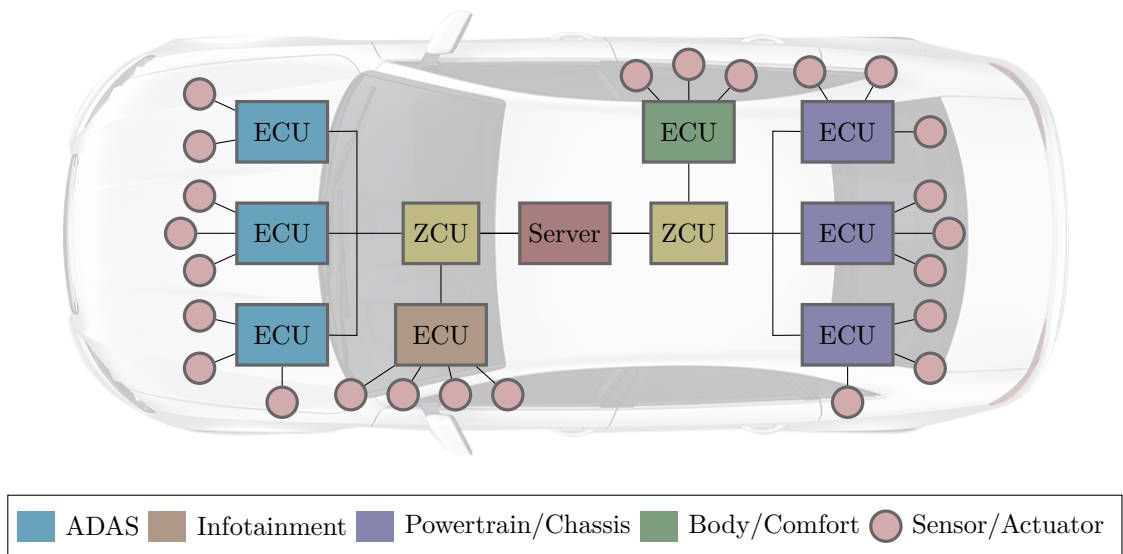 ECU
ECU
ECU
ECU
ZCU
Server
ZCU
ECU
ECU
ECU
ECU
ECU
ADAS
Infotainment
Powertrain/Chassis
Body/Comfort
Sensor/Actuator